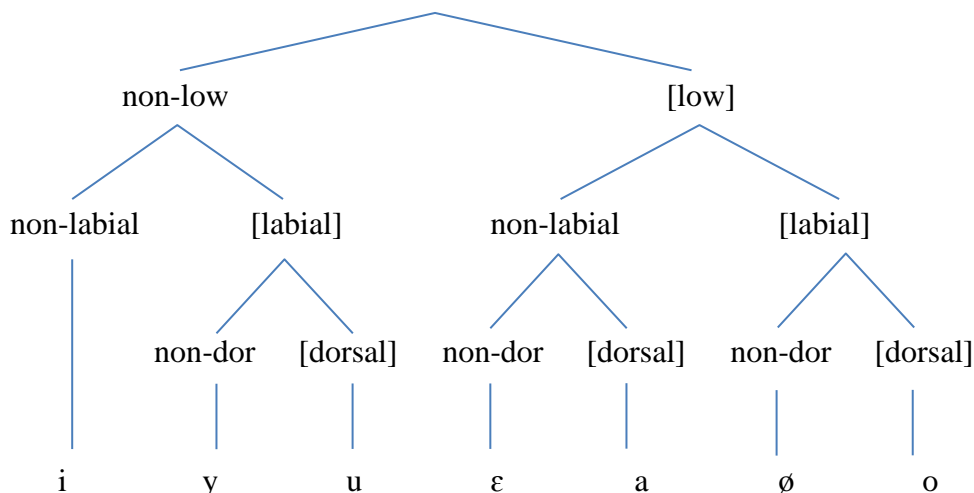 non-low [low]
non-labial [labial] non-labial [labial]
non-dor [dorsal] non-dor [dorsal] non-dor [dorsal]
i y u ɛ a ø o